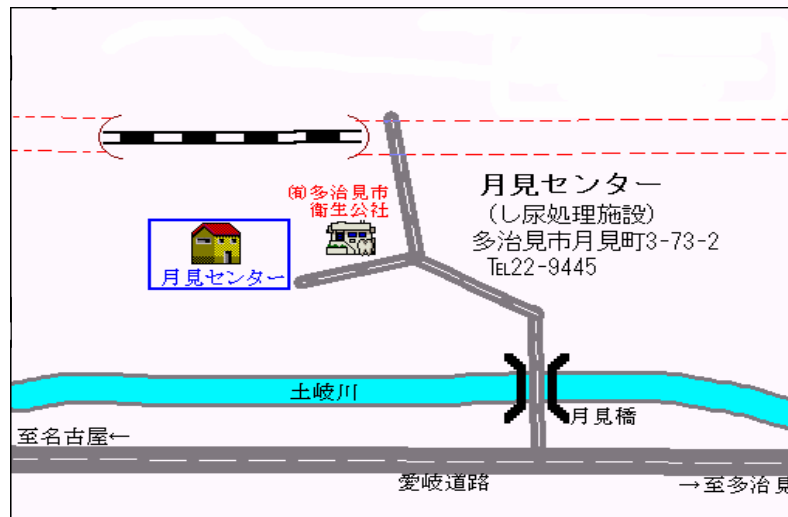 月見センター
(し尿処理施設)
多治見市月見町3-73-2
℡22-9445
㈲多治見市
衛生公社
月見センター
土岐川
月見橋
至名古屋←
愛岐道路
→至多治見